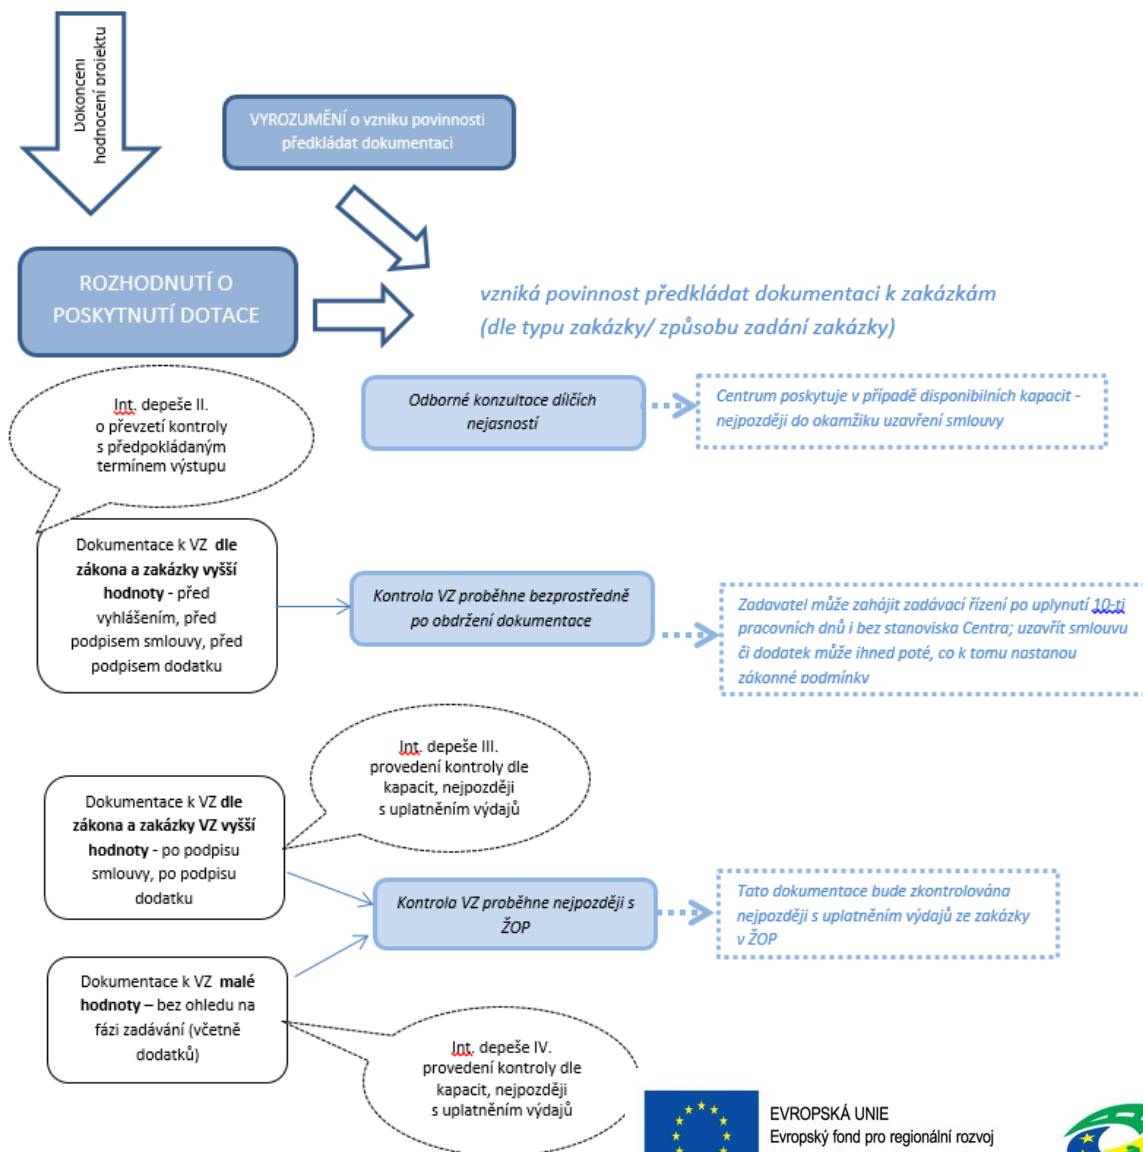 Dokončení
hodnocení projektu
VYROZUMĚNÍ o vzniku povinnosti
předkládat dokumentaci
ROZHODNUTÍ O
POSKYTNUTÍ DOTACE
vzniká povinnost předkládat dokumentaci k zakázkám
(dle typu zakázky/ způsobu zadání zakázky)
Int. depeše II.
o převzetí kontroly
s předpokládaným
termínem výstupu
Odborné konzultace dílčích
nejasností
Centrum poskytuje v případě disponibilních kapacit -
nejpozději do okamžiku uzavření smlouvy
Dokumentace k VZ dle
zákona a zakázky vyšší
hodnoty - před
vyhlášením, před
podpisem smlouvy, před
podpisem dodatku
Kontrola VZ proběhne bezprostředně
po obdržení dokumentace
Zadavatel může zahájit zadávací řízení po uplynutí 10-ti
pracovních dnů i bez stanoviska Centra; uzavřít smlouvu
či dodatek může ihned poté, co k tomu nastanou
zákonné podmínky
Int. depeše III.
provedení kontroly dle
kapacit, nejpozději
s uplatněním výdajů
Dokumentace k VZ dle
zákona a zakázky VZ vyšší
hodnoty - po podpisu
smlouvy, po podpisu
dodatku
Kontrola VZ proběhne nejpozději s
ŽOP
Tato dokumentace bude zkontrolována
nejpozději s uplatněním výdajů ze zakázky
v ŽOP
Dokumentace k VZ malé
hodnoty – bez ohledu na
fázi zadávání (včetně
dodatků)
Int. depeše IV.
provedení kontroly dle
kapacit, nejpozději
s uplatněním výdajů
EVROPSKÁ UNIE
Evropský fond pro regionální rozvoj